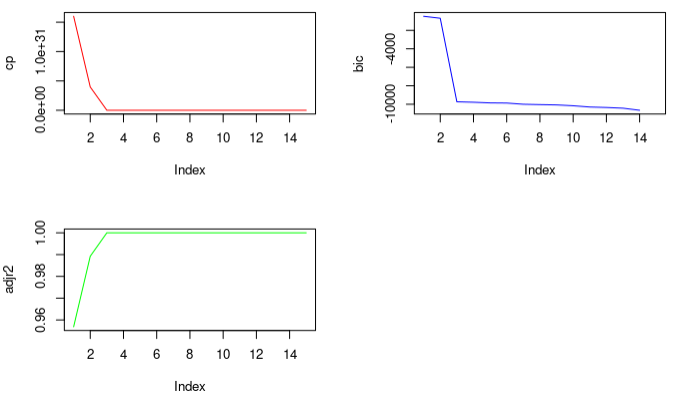 cp
0.0e+00 1.0e+31
2 4 6 8 10 12 14
Index
bic
-10000 -4000
2 4 6 8 10 12 14
Index
adjr2
0.96 0.98 1.00
2 4 6 8 10 12 14
Index